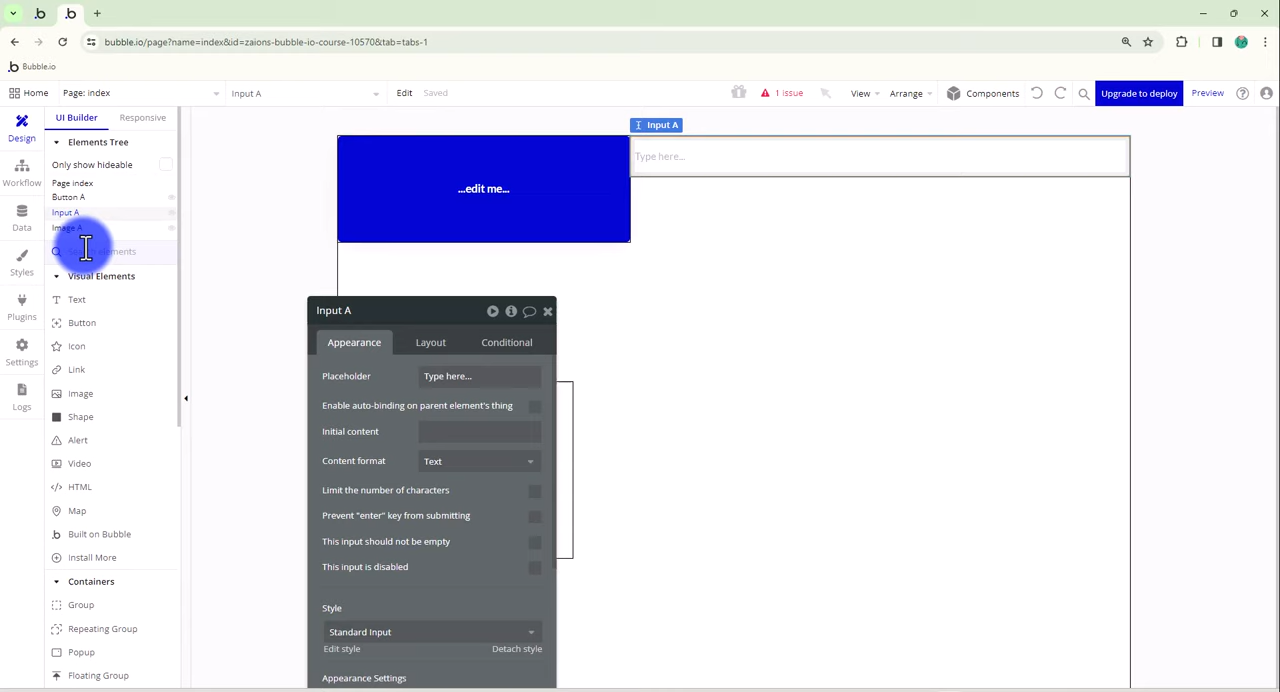 bubble.io/page?name=index&id=zaions-bubble-io-course-10570&tab=tabs-1
Bubble.io
Home
Page: index
Input A
Edit
Saved
1 issue
View
Arrange
Components
Upgrade to deploy
Preview
Design
Workflow
Data
Styles
Plugins
Settings
Logs
UI Builder
Responsive
Elements Tree
Only show hideable
Page index
Button A
Input A
Image A
Visual Elements
Text
Button
Icon
Link
Image
Shape
Alert
Video
HTML
Map
Built on Bubble
Install More
Containers
Group
Repeating Group
Popup
Floating Group
...edit me...
Input A
Type here...
Input A
Appearance
Layout
Conditional
Placeholder
Type here...
Enable auto-binding on parent element's thing
Initial content
Content format
Text
Limit the number of characters
Prevent "enter" key from submitting
This input should not be empty
This input is disabled
Style
Standard Input
Edit style
Detach style
Appearance Settings